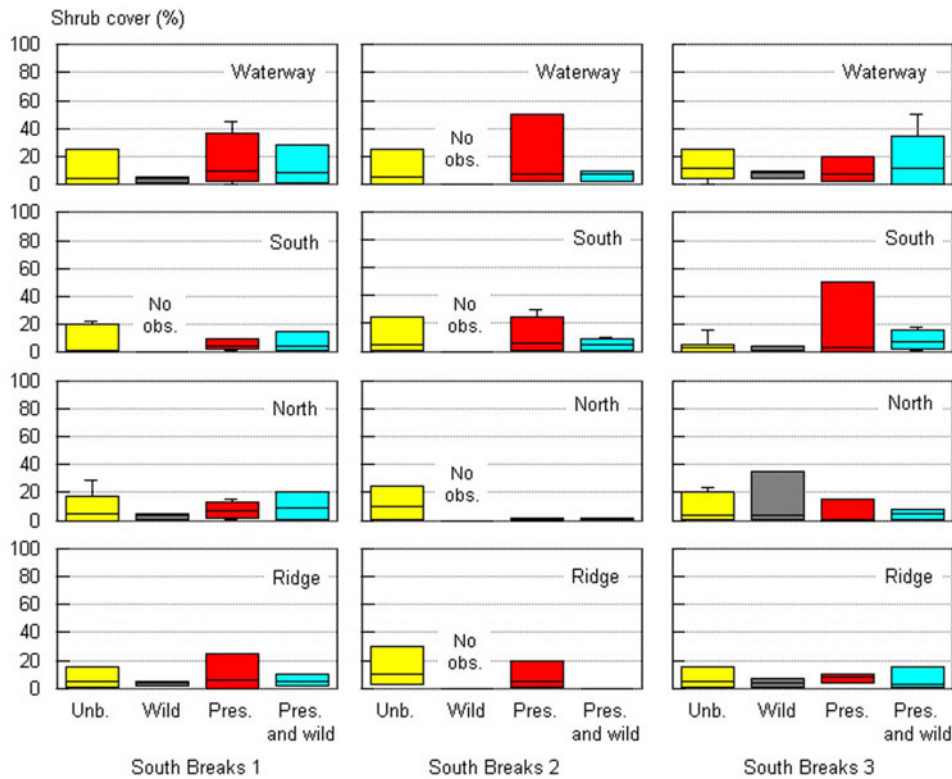 Shrub cover (%)
100
80
60
40
20
0
Waterway
Waterway
No
obs.
Waterway
100
80
60
40
20
0
South
No
obs.
South
No
obs.
South
100
80
60
40
20
0
North
North
No
obs.
North
100
80
60
40
20
0
Ridge
Ridge
No
obs.
Ridge
Unb. Wild Pres. Pres. and wild
Unb. Wild Pres. Pres. and wild
Unb. Wild Pres. Pres. and wild
South Breaks 1 South Breaks 2 South Breaks 3